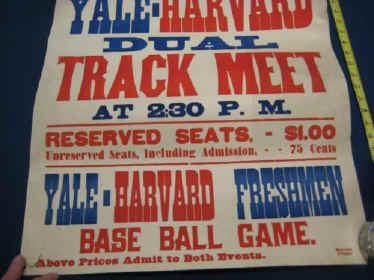 YALE-HARVARD
DUAL
TRACK MEET
AT 2:30 P. M.
RESERVED SEATS, - $1.00
Unreserved Seats, Including Admission, - - 75 Cents
YALE-HARVARD FRESHMEN
BASE BALL GAME.
Above Prices Admit to Both Events.